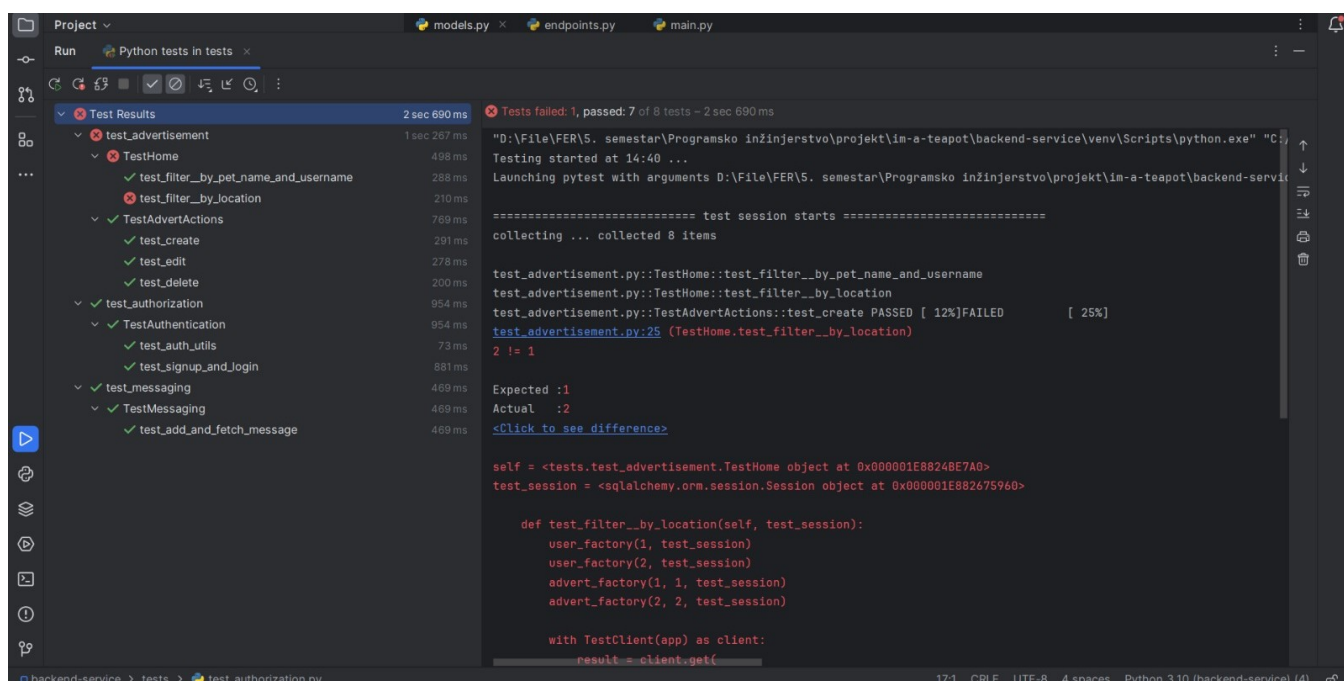 Project
models.py
endpoints.py
main.py
Run
Python tests in tests
Test Results 2 sec 690 ms
test_advertisement 1 sec 267 ms
TestHome 498 ms
test_filter__by_pet_name_and_username 288 ms
test_filter__by_location 210 ms
TestAdvertActions 769 ms
test_create 291 ms
test_edit 278 ms
test_delete 200 ms
test_authorization 954 ms
TestAuthentication 954 ms
test_auth_utils 73 ms
test_signup_and_login 881 ms
test_messaging 469 ms
TestMessaging 469 ms
test_add_and_fetch_message 469 ms
Tests failed: 1, passed: 7 of 8 tests – 2 sec 690 ms
"D:\File\FER\5. semestar\Programsko inžinjerstvo\projekt\im-a-teapot\backend-service\venv\Scripts\python.exe" "C:/
Testing started at 14:40 ...
Launching pytest with arguments D:\File\FER\5. semestar\Programsko inžinjerstvo\projekt\im-a-teapot\backend-servic
============================= test session starts =============================
collecting ... collected 8 items
test_advertisement.py::TestHome::test_filter__by_pet_name_and_username
test_advertisement.py::TestHome::test_filter__by_location
test_advertisement.py::TestAdvertActions::test_create PASSED [ 12%]FAILED [ 25%]
test_advertisement.py:25 (TestHome.test_filter__by_location)
2 != 1
Expected :1
Actual :2
<Click to see difference>
self = <tests.test_advertisement.TestHome object at 0x000001E8824BE7A0>
test_session = <sqlalchemy.orm.session.Session object at 0x000001E882675960>
def test_filter__by_location(self, test_session):
user_factory(1, test_session)
user_factory(2, test_session)
advert_factory(1, 1, test_session)
advert_factory(2, 2, test_session)
with TestClient(app) as client:
result = client.get(
backend-service > tests > test_authorization.py
17:1 CRLF UTF-8 4 spaces Python 3.10 (backend-service) (4)